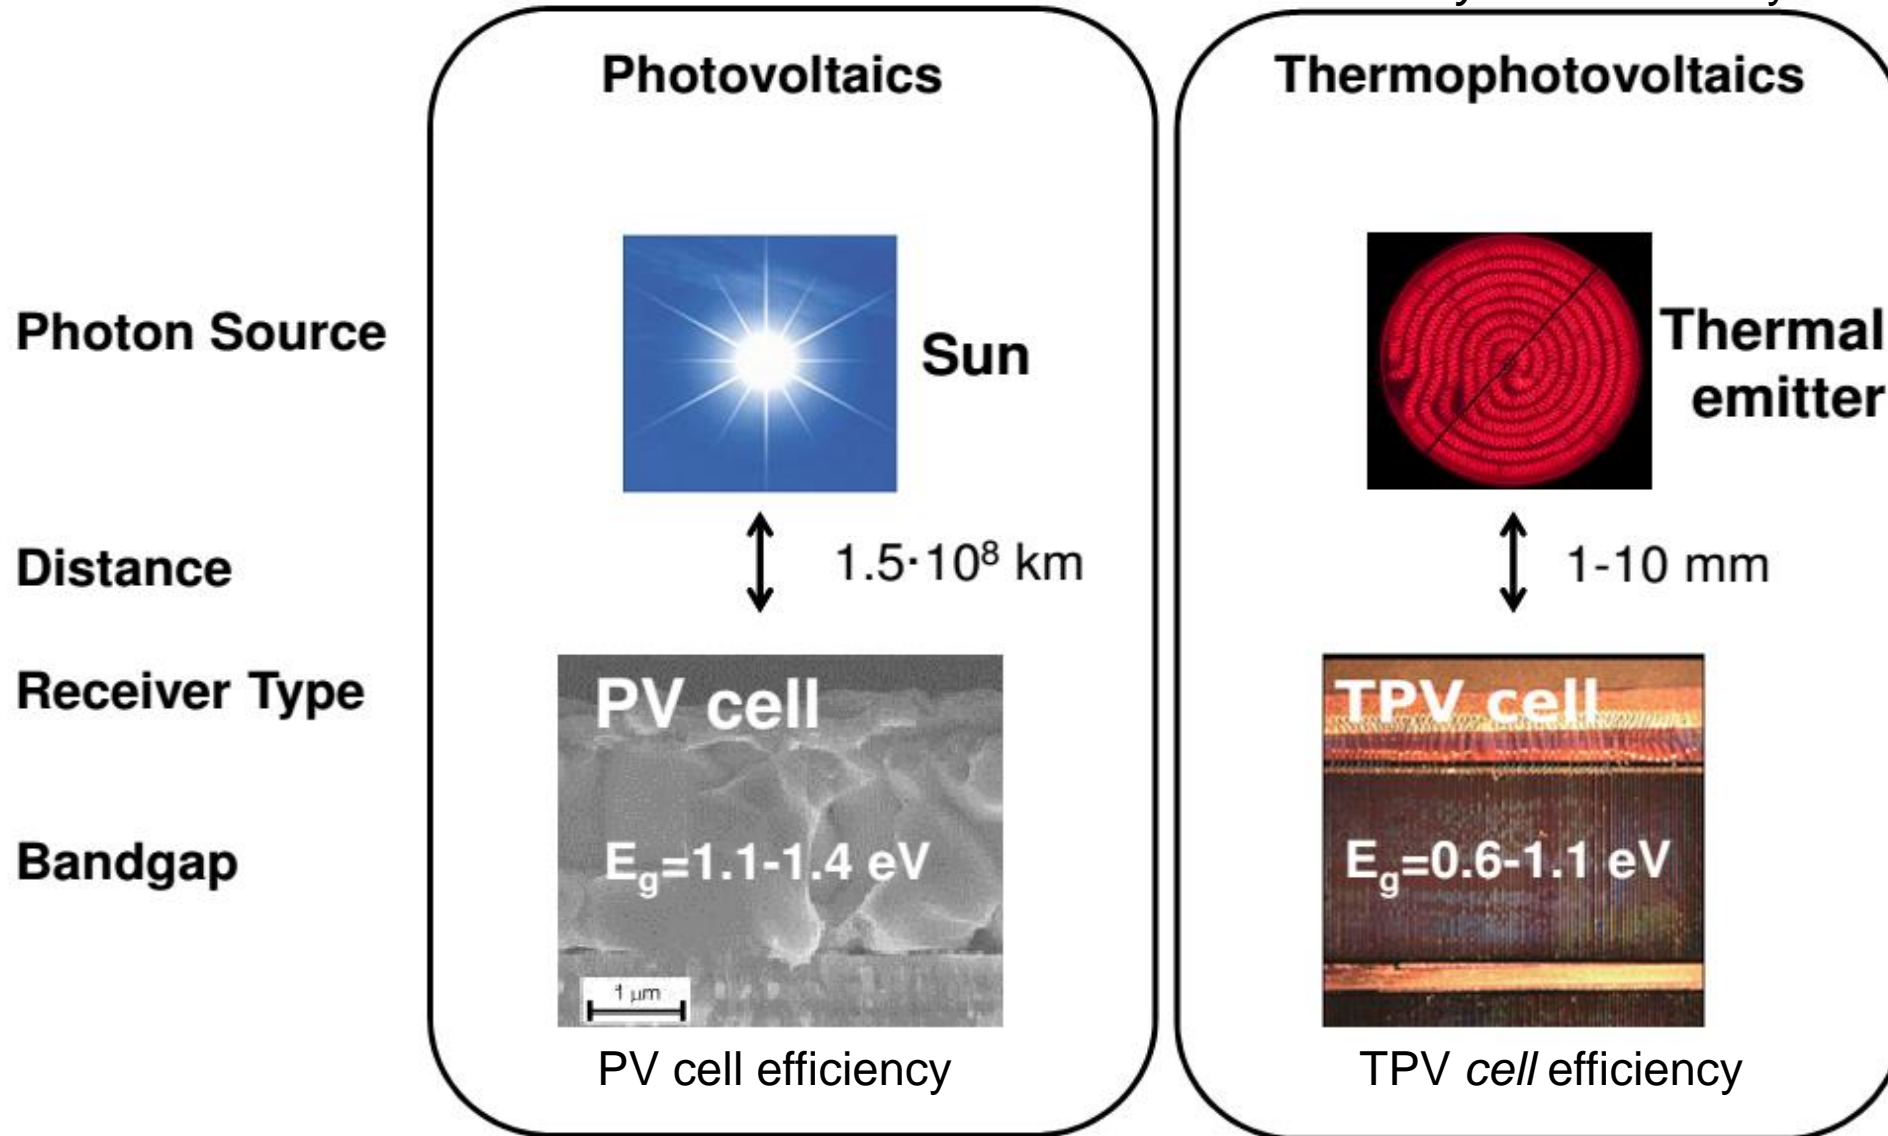 Photovoltaics
Thermophotovoltaics
Photon Source
Sun
Thermal
emitter
Distance
1.5·10⁸ km
1-10 mm
Receiver Type
PV cell
TPV cell
Bandgap
E_g=1.1-1.4 eV
E_g=0.6-1.1 eV
1 μm
PV cell efficiency
TPV cell efficiency